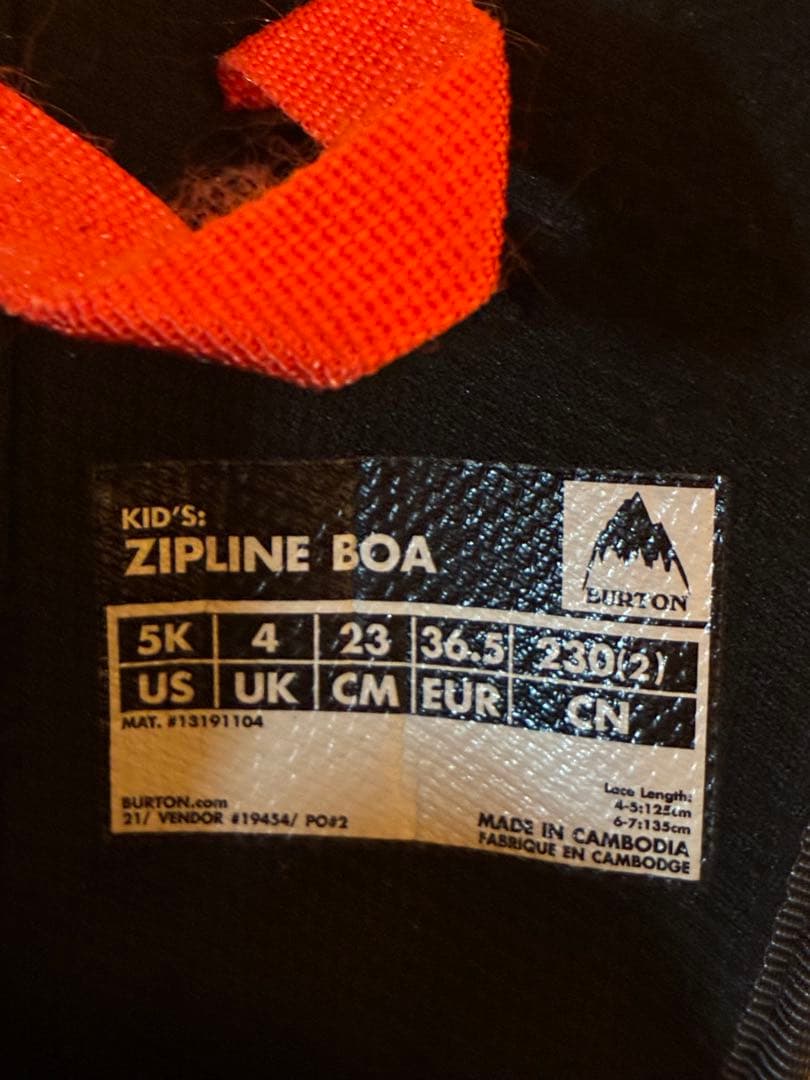 KID'S:
ZIPLINE BOA
BURTON
5K 4 23 36.5 230(2)
US UK CM EUR CN
MAT. #13191104
BURTON.com
21/ VENDOR #19454/ PO#2
Lace Length:
4-5:125cm
6-7:135cm
MADE IN CAMBODIA
FABRIQUE EN CAMBODGE